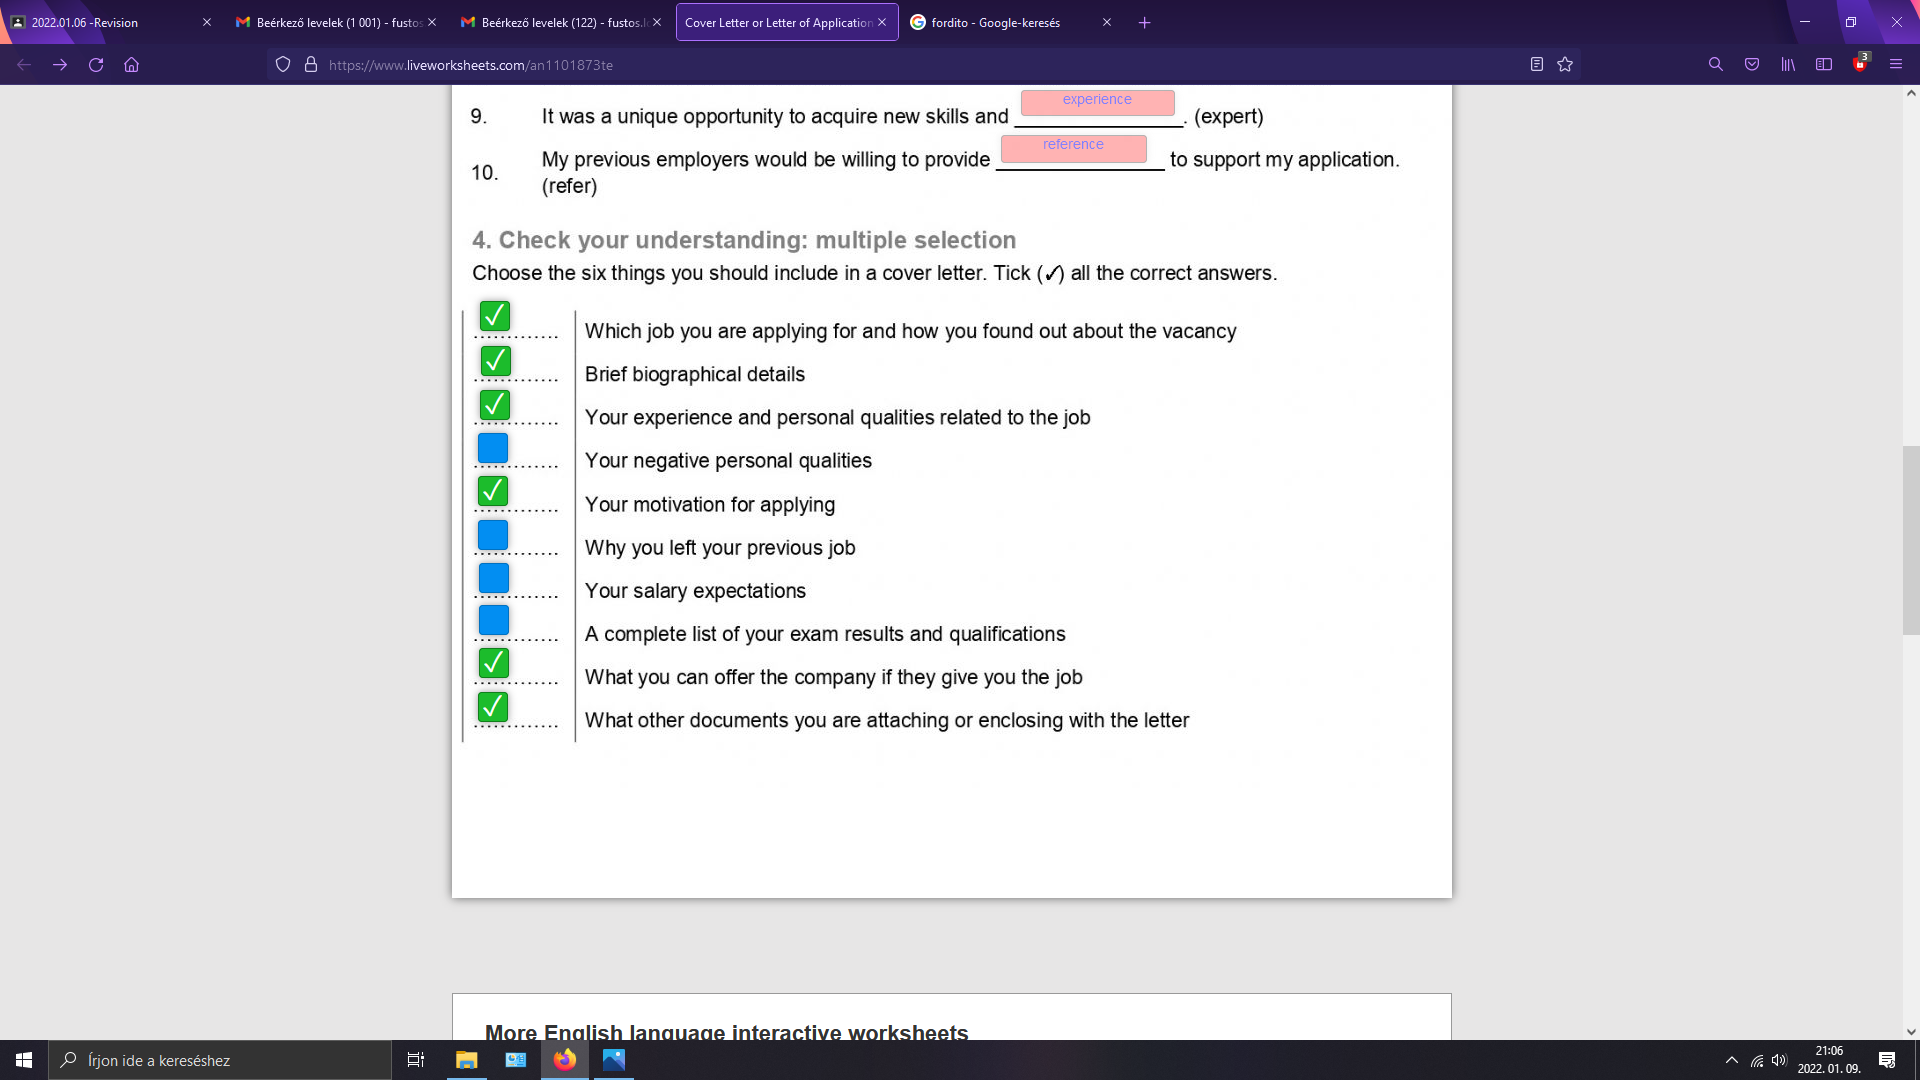 2022.01.06 -Revision
Beérkező levelek (1 001) - fustos
Beérkező levelek (122) - fustos.l
Cover Letter or Letter of Application
fordito - Google-keresés
https://www.liveworksheets.com/an1101873te
3
9. It was a unique opportunity to acquire new skills and experience. (expert)
10. My previous employers would be willing to provide reference to support my application.
(refer)
4. Check your understanding: multiple selection
Choose the six things you should include in a cover letter. Tick (✓) all the correct answers.
Which job you are applying for and how you found out about the vacancy
Brief biographical details
Your experience and personal qualities related to the job
Your negative personal qualities
Your motivation for applying
Why you left your previous job
Your salary expectations
A complete list of your exam results and qualifications
What you can offer the company if they give you the job
What other documents you are attaching or enclosing with the letter
More English language interactive worksheets
Írjon ide a kereséshez
21:06
2022. 01. 09.